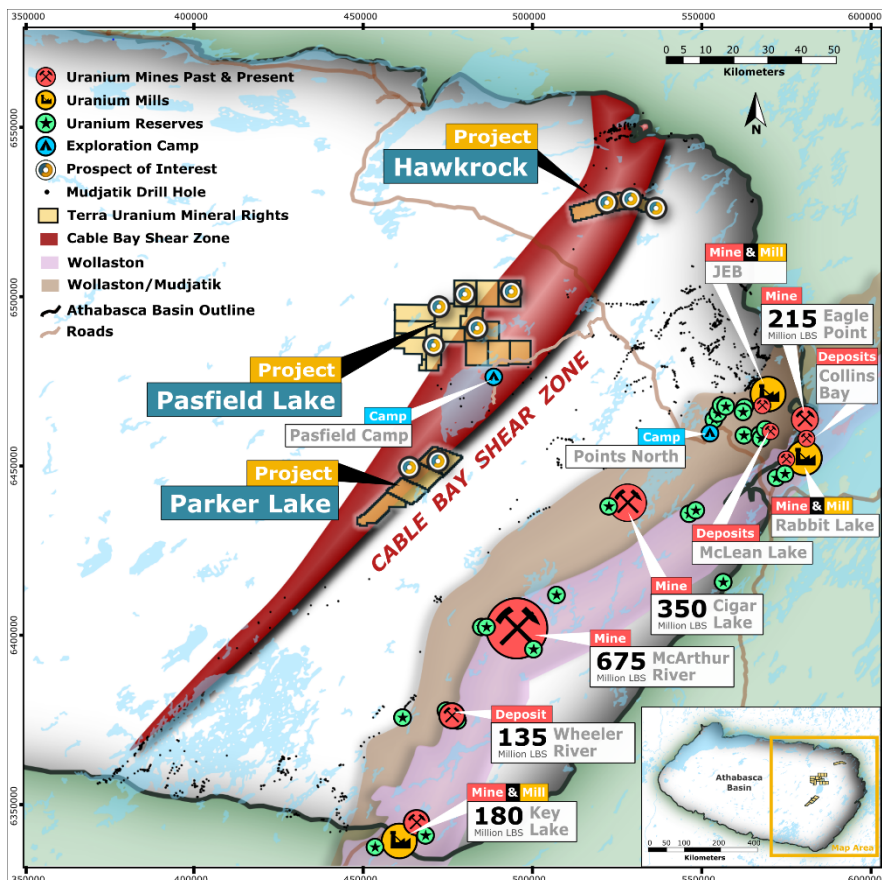 350000
400000
450000
500000
550000
600000
Uranium Mines Past & Present
Uranium Mills
Uranium Reserves
Exploration Camp
Prospect of Interest
Mudjatik Drill Hole
Terra Uranium Mineral Rights
Cable Bay Shear Zone
Wollaston
Wollaston/Mudjatik
Athabasca Basin Outline
Roads
0 5 10 20 30 40 50
Kilometers
N
6550000
6500000
6450000
6400000
6350000
Project
Hawkrock
Project
Pasfield Lake
Camp
Pasfield Camp
Project
Parker Lake
CABLE BAY SHEAR ZONE
Mine & Mill
JEB
Mine
215 Eagle
Million LBS Point
Deposits
Collins
Bay
Camp
Points North
Mine & Mill
Rabbit Lake
Deposits
McLean Lake
Mine
350 Cigar
Million LBS Lake
Mine
675 McArthur
Million LBS River
Deposit
135 Wheeler
Million LBS River
Mine & Mill
180 Key
Million LBS Lake
Athabasca
Basin
0 50 100 200 300 400
Kilometers
Map Area
350000
400000
450000
500000
550000
600000